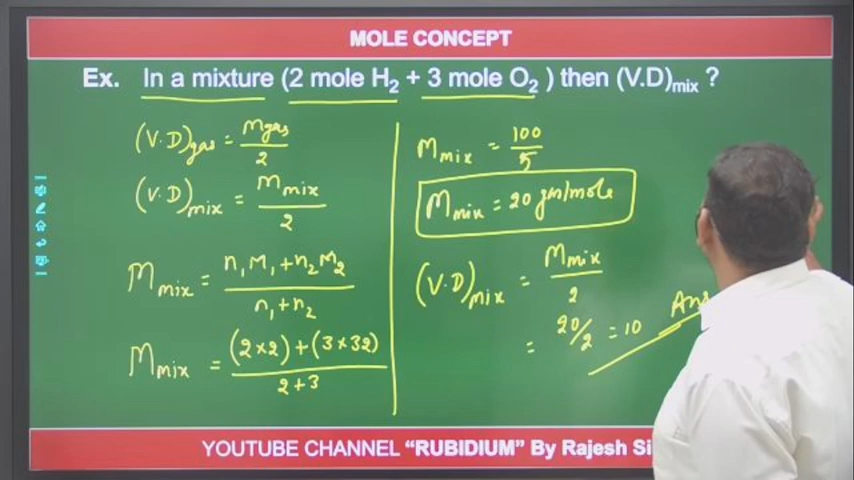 MOLE CONCEPT
Ex. In a mixture (2 mole H₂ + 3 mole O₂ ) then (V.D)mix ?
(V.D)gas = Mgas/2
(V.D)mix = Mmix/2
Mmix = n₁M₁+n₂M₂/n₁+n₂
Mmix = (2×2)+(3×32)/2+3
Mmix = 100/5
Mmix = 20 gm/mole
(V.D)mix = Mmix/2
= 20/2 = 10 Ans
YOUTUBE CHANNEL “RUBIDIUM” By Rajesh